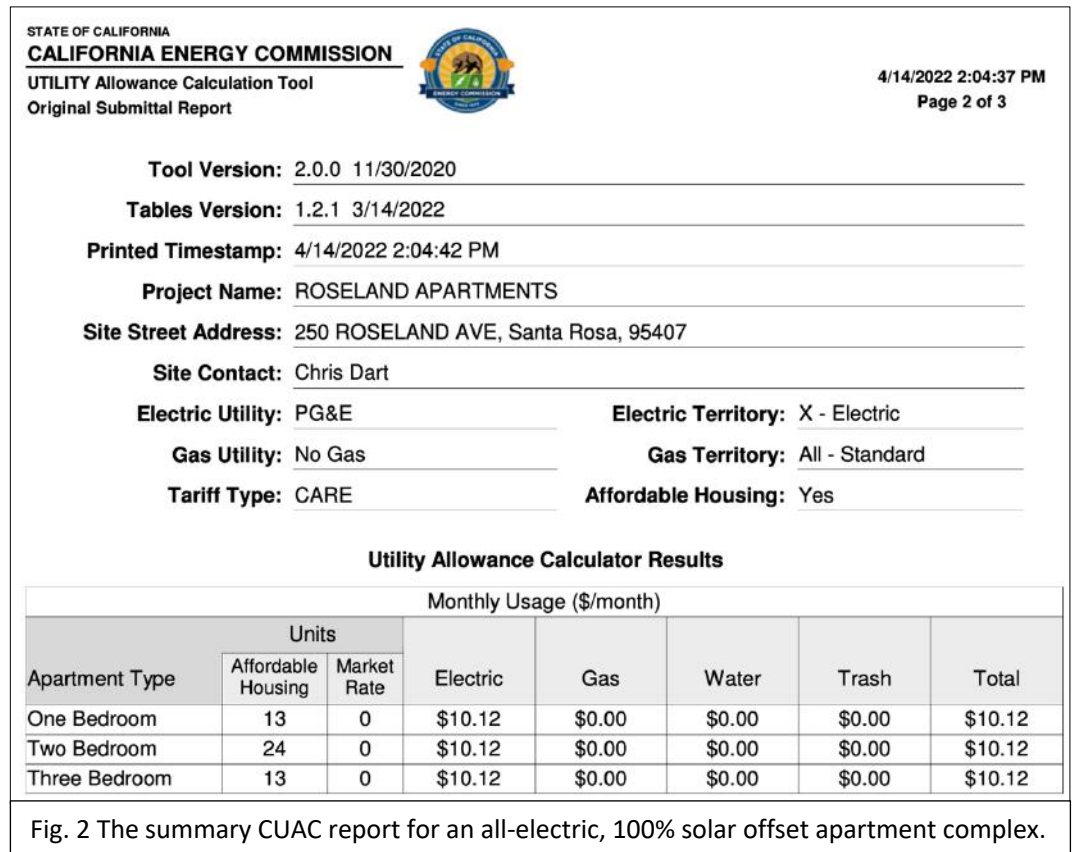 STATE OF CALIFORNIA
CALIFORNIA ENERGY COMMISSION
UTILITY Allowance Calculation Tool
Original Submittal Report
STATE OF CALIFORNIA
ENERGY COMMISSION
4/14/2022 2:04:37 PM
Page 2 of 3
Tool Version: 2.0.0 11/30/2020
Tables Version: 1.2.1 3/14/2022
Printed Timestamp: 4/14/2022 2:04:42 PM
Project Name: ROSELAND APARTMENTS
Site Street Address: 250 ROSELAND AVE, Santa Rosa, 95407
Site Contact: Chris Dart
Electric Utility: PG&E Electric Territory: X - Electric
Gas Utility: No Gas Gas Territory: All - Standard
Tariff Type: CARE Affordable Housing: Yes
Utility Allowance Calculator Results
Monthly Usage ($/month)
Units
Apartment Type Affordable Housing Market Rate Electric Gas Water Trash Total
One Bedroom 13 0 $10.12 $0.00 $0.00 $0.00 $10.12
Two Bedroom 24 0 $10.12 $0.00 $0.00 $0.00 $10.12
Three Bedroom 13 0 $10.12 $0.00 $0.00 $0.00 $10.12
Fig. 2 The summary CUAC report for an all-electric, 100% solar offset apartment complex.